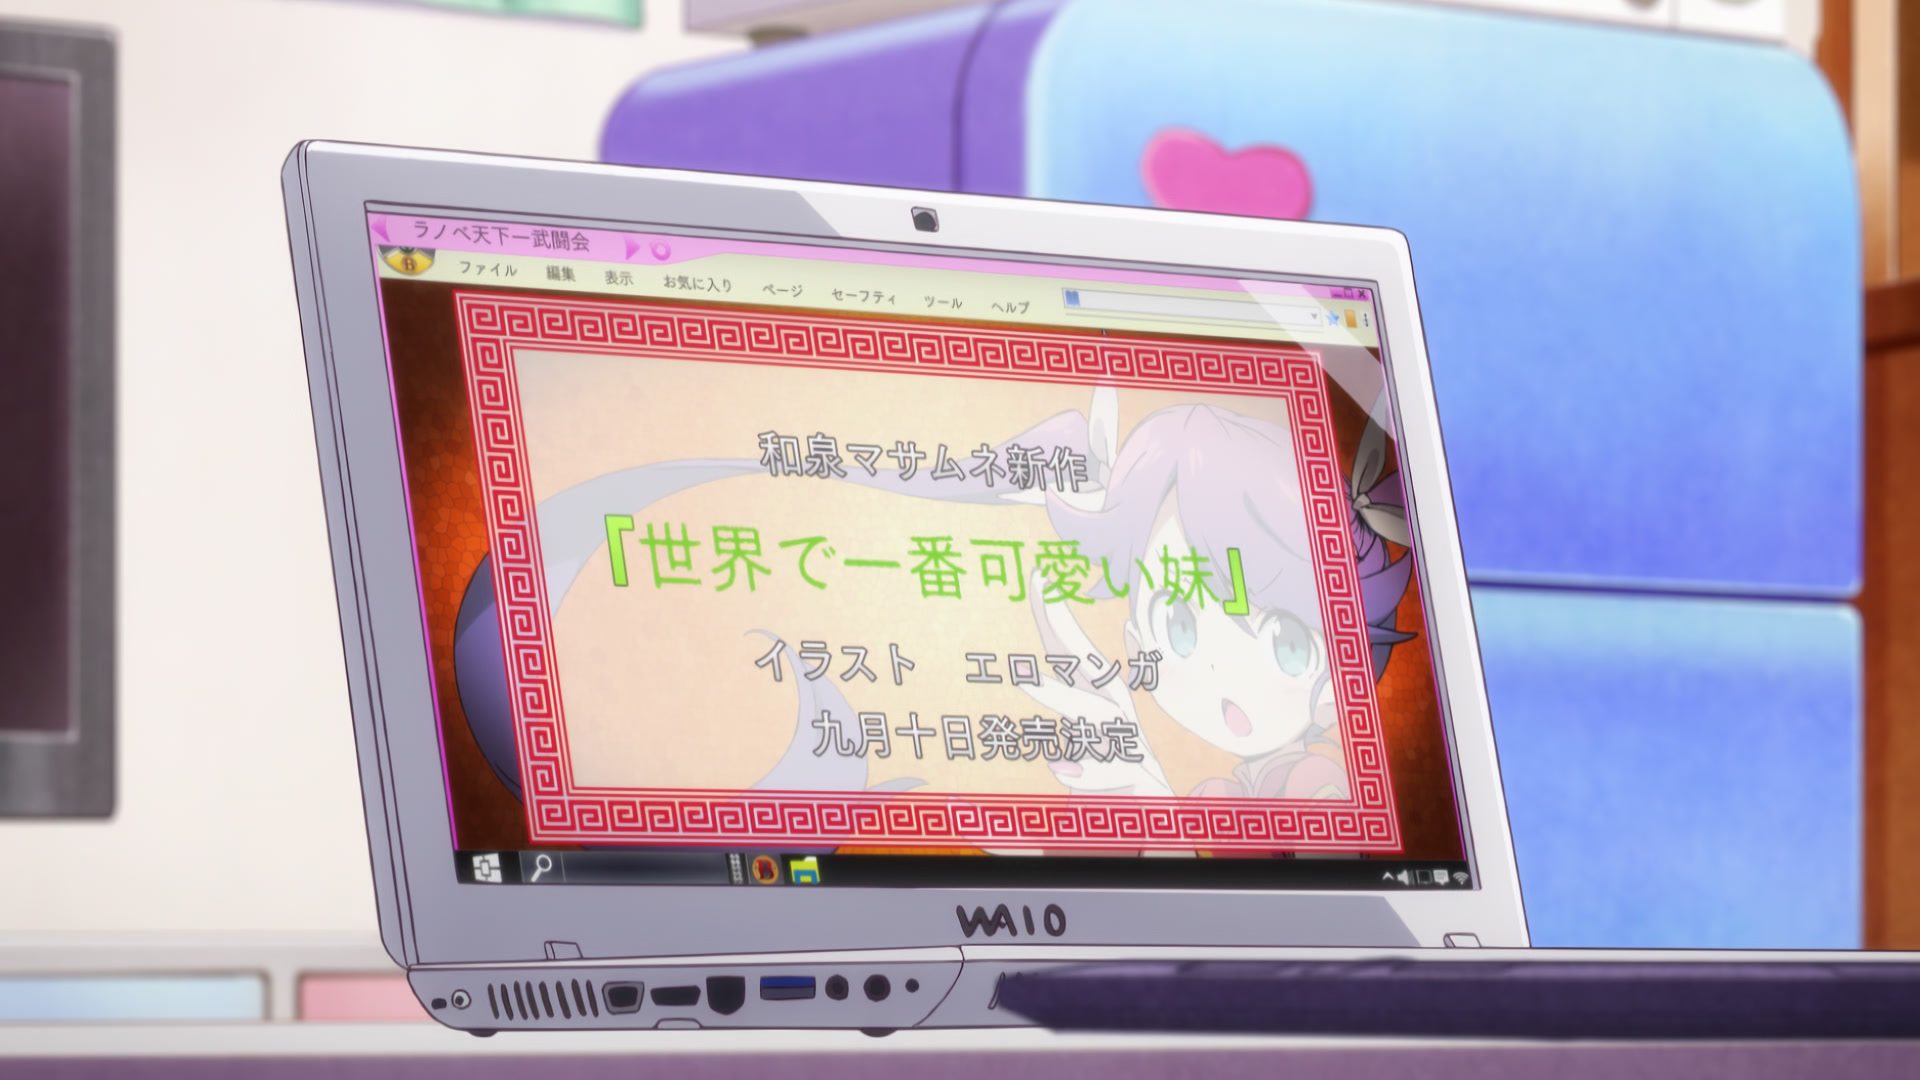 ラノベ天下一武闘会
ファイル 編集 表示 お気に入り ページ セーフティ ツール ヘルプ
和泉マサムネ新作
『世界で一番可愛い妹』
イラスト　エロマンガ
九月十日発売決定
WAIO